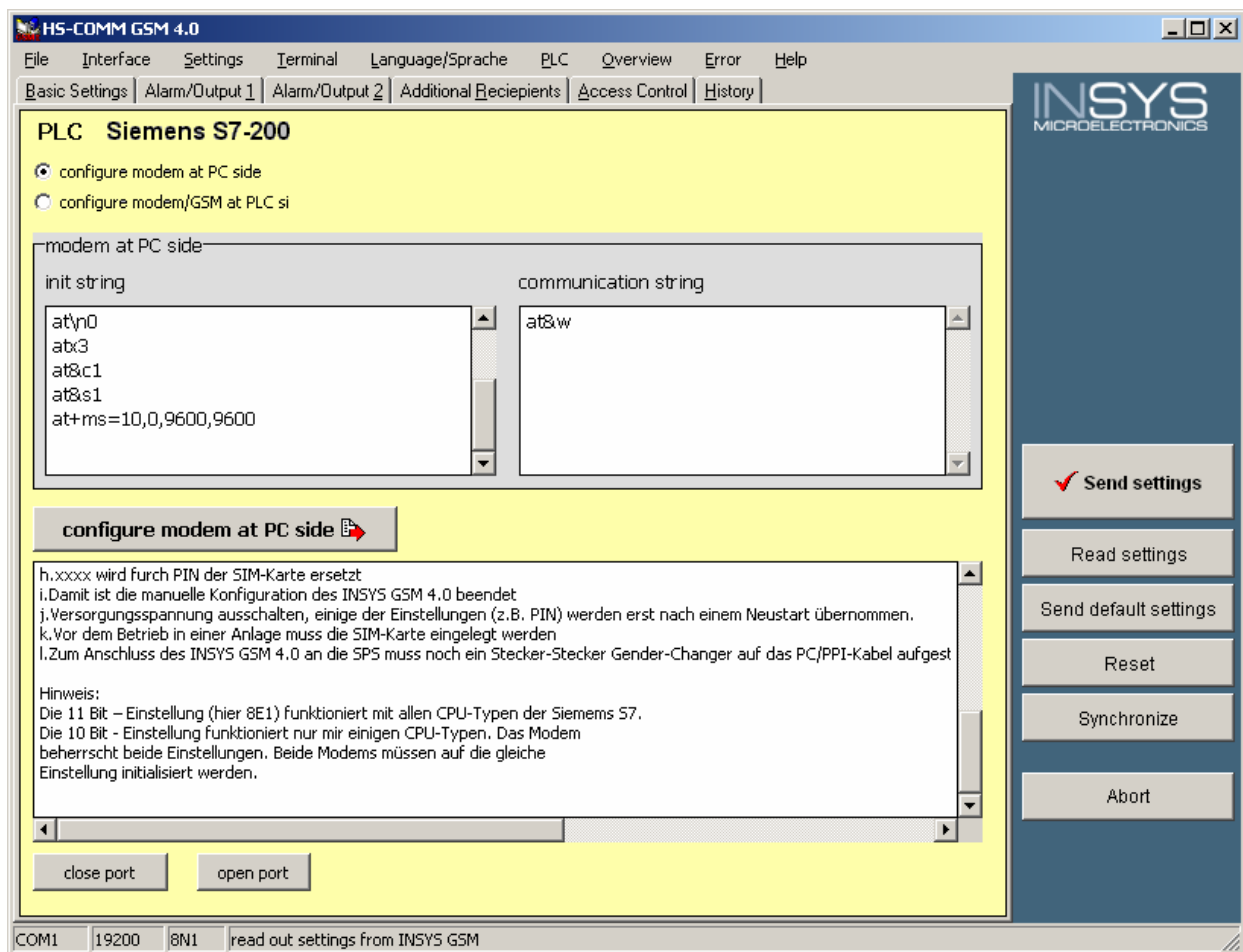 HS-COMM GSM 4.0
File Interface Settings Terminal Language/Sprache PLC Overview Error Help
Basic Settings Alarm/Output 1 Alarm/Output 2 Additional Reciepients Access Control History
INSYS
MICROELECTRONICS
PLC Siemens S7-200
configure modem at PC side
configure modem/GSM at PLC si
modem at PC side
init string
communication string
at\n0
atx3
at&c1
at&s1
at+ms=10,0,9600,9600
at&w
configure modem at PC side
h.xxxx wird furch PIN der SIM-Karte ersetzt
i.Damit ist die manuelle Konfiguration des INSYS GSM 4.0 beendet
j.Versorgungsspannung ausschalten, einige der Einstellungen (z.B. PIN) werden erst nach einem Neustart übernommen.
k.Vor dem Betrieb in einer Anlage muss die SIM-Karte eingelegt werden
l.Zum Anschluss des INSYS GSM 4.0 an die SPS muss noch ein Stecker-Stecker Gender-Changer auf das PC/PPI-Kabel aufgest
Hinweis:
Die 11 Bit – Einstellung (hier 8E1) funktioniert mit allen CPU-Typen der Siemems S7.
Die 10 Bit - Einstellung funktioniert nur mir einigen CPU-Typen. Das Modem
beherrscht beide Einstellungen. Beide Modems müssen auf die gleiche
Einstellung initialisiert werden.
close port
open port
Send settings
Read settings
Send default settings
Reset
Synchronize
Abort
COM1 19200 8N1 read out settings from INSYS GSM